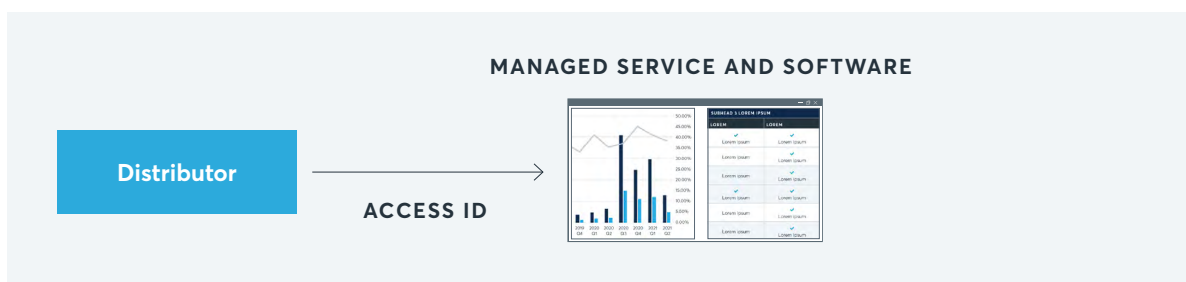 MANAGED SERVICE AND SOFTWARE
Distributor
ACCESS ID
50.00%
45.00%
40.00%
35.00%
30.00%
25.00%
20.00%
15.00%
10.00%
5.00%
0.00%
2019 2020 2020 2020 2020 2021 2021
Q4 Q1 Q2 Q3 Q4 Q1 Q2
SUBHEAD 3 LOREM IPSUM
LOREM LOREM
Lorem ipsum Lorem ipsum
Lorem ipsum Lorem ipsum
Lorem ipsum Lorem ipsum
Lorem ipsum Lorem ipsum
Lorem ipsum Lorem ipsum
Lorem ipsum Lorem ipsum